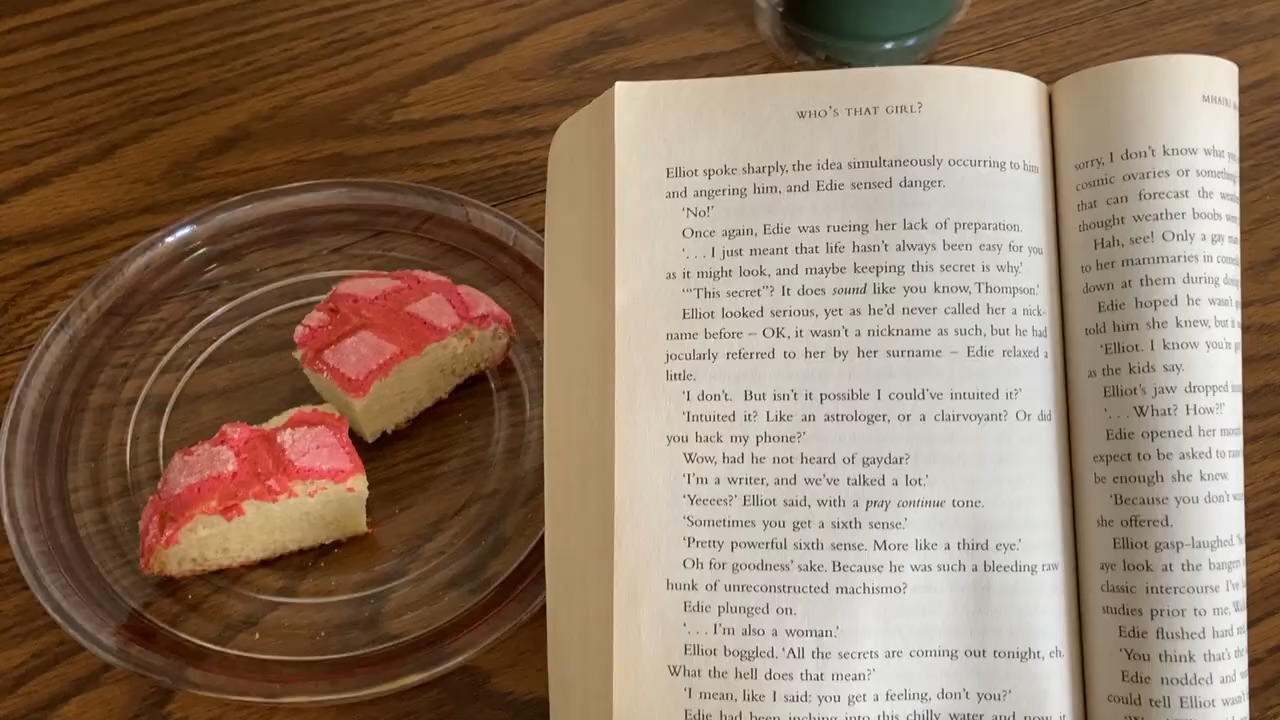 WHO'S THAT GIRL?
Elliot spoke sharply, the idea simultaneously occurring to him
and angering him, and Edie sensed danger.
'No!'
Once again, Edie was rueing her lack of preparation.
'. . . I just meant that life hasn't always been easy for you
as it might look, and maybe keeping this secret is why.'
'"This secret"? It does sound like you know, Thompson.'
Elliot looked serious, yet as he'd never called her a nick-
name before – OK, it wasn't a nickname as such, but he had
jocularly referred to her by her surname – Edie relaxed a
little.
'I don't. But isn't it possible I could've intuited it?'
'Intuited it? Like an astrologer, or a clairvoyant? Or did
you hack my phone?'
Wow, had he not heard of gaydar?
'I'm a writer, and we've talked a lot.'
'Yeeees?' Elliot said, with a pray continue tone.
'Sometimes you get a sixth sense.'
'Pretty powerful sixth sense. More like a third eye.'
Oh for goodness' sake. Because he was such a bleeding raw
hunk of unreconstructed machismo?
Edie plunged on.
'. . . I'm also a woman.'
Elliot boggled. 'All the secrets are coming out tonight, eh.
What the hell does that mean?'
'I mean, like I said: you get a feeling, don't you?'
Edie had been inching into this chilly water and now it
MHAIRI
sorry, I don't know what
cosmic ovaries or
that can forecast the
thought weather boobs
Hah, see! Only a gay
to her mammaries in
down at them during
Edie hoped he wasn't
told him she knew, but
'Elliot. I know you're
as the kids say.
Elliot's jaw dropped
'. . . What? How?!'
Edie opened her
expect to be asked to
be enough she knew.
'Because you don't
she offered.
Elliot gasp-laughed.
aye look at the
classic intercourse I've
studies prior to me.
Edie flushed hard
'You think that's the
Edie nodded and
could tell Elliot wasn't